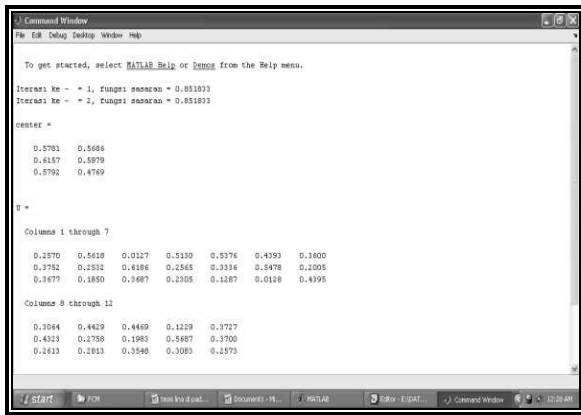 Command Window
File Edit Debug Desktop Window Help
To get started, select MATLAB Help or Demos from the Help menu.
Iterasi ke - = 1, fungsi sasaran = 0.851833
Iterasi ke - = 2, fungsi sasaran = 0.851833
center =
0.5781 0.5686
0.6157 0.5979
0.5792 0.4769
U =
Columns 1 through 7
0.2570 0.5618 0.0127 0.5130 0.5376 0.4393 0.3600
0.3752 0.2532 0.6186 0.2565 0.3336 0.5478 0.2005
0.3677 0.1850 0.3687 0.2305 0.1287 0.0128 0.4395
Columns 8 through 12
0.3064 0.4429 0.4469 0.1229 0.3727
0.4323 0.2758 0.1983 0.5687 0.3700
0.2613 0.2813 0.3548 0.3083 0.2573
start FCM Documents - M... MATLAB Editor - E:\DAT... Command Window 12:20 AM